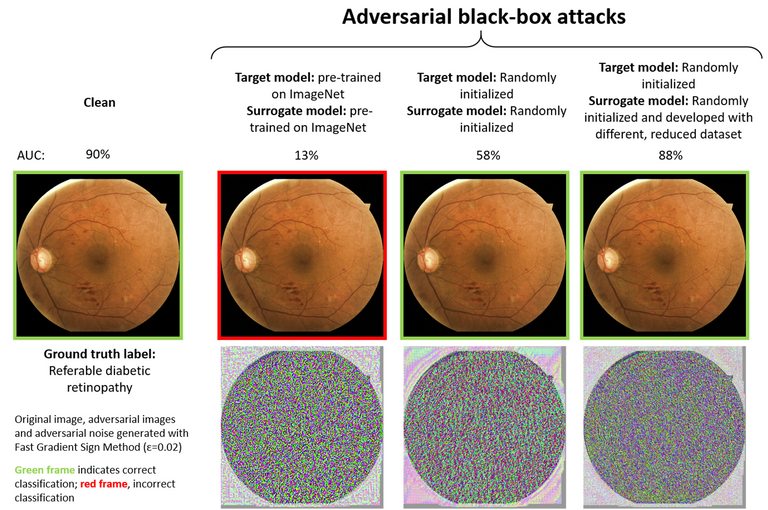 Adversarial black-box attacks
Clean
Target model: pre-trained
on ImageNet
Surrogate model: pre-
trained on ImageNet
Target model: Randomly
initialized
Surrogate model: Randomly
initialized
Target model: Randomly
initialized
Surrogate model: Randomly
initialized and developed with
different, reduced dataset
AUC: 90% 13% 58% 88%
Ground truth label:
Referable diabetic
retinopathy
Original image, adversarial images
and adversarial noise generated with
Fast Gradient Sign Method (ε=0.02)
Green frame indicates correct
classification; red frame, incorrect
classification